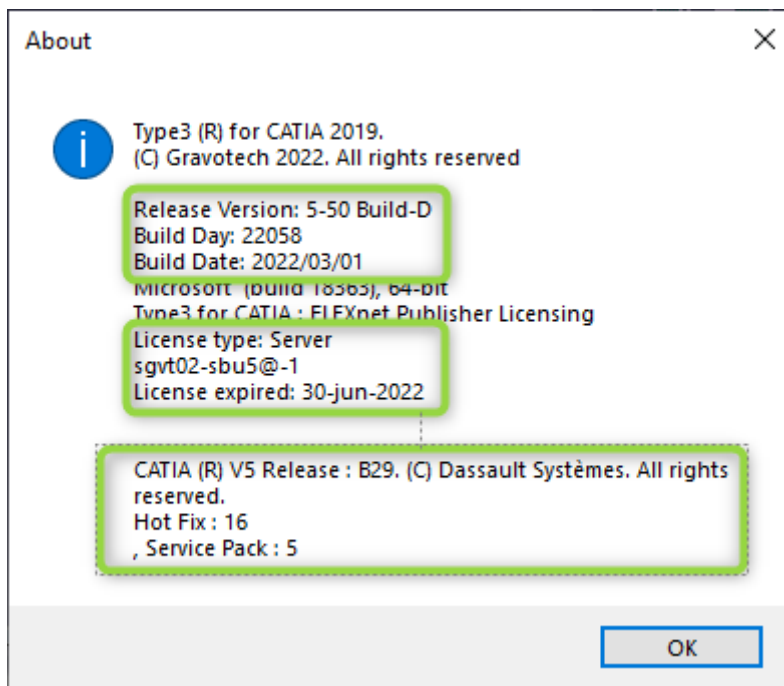 About
Type3 (R) for CATIA 2019.
(C) Gravotech 2022. All rights reserved
Release Version: 5-50 Build-D
Build Day: 22058
Build Date: 2022/03/01
Microsoft (build 18363), 64-bit
Type3 for CATIA : FLEXnet Publisher Licensing
License type: Server
sgvt02-sbu5@-1
License expired: 30-jun-2022
CATIA (R) V5 Release : B29. (C) Dassault Systèmes. All rights
reserved.
Hot Fix : 16
, Service Pack : 5
OK